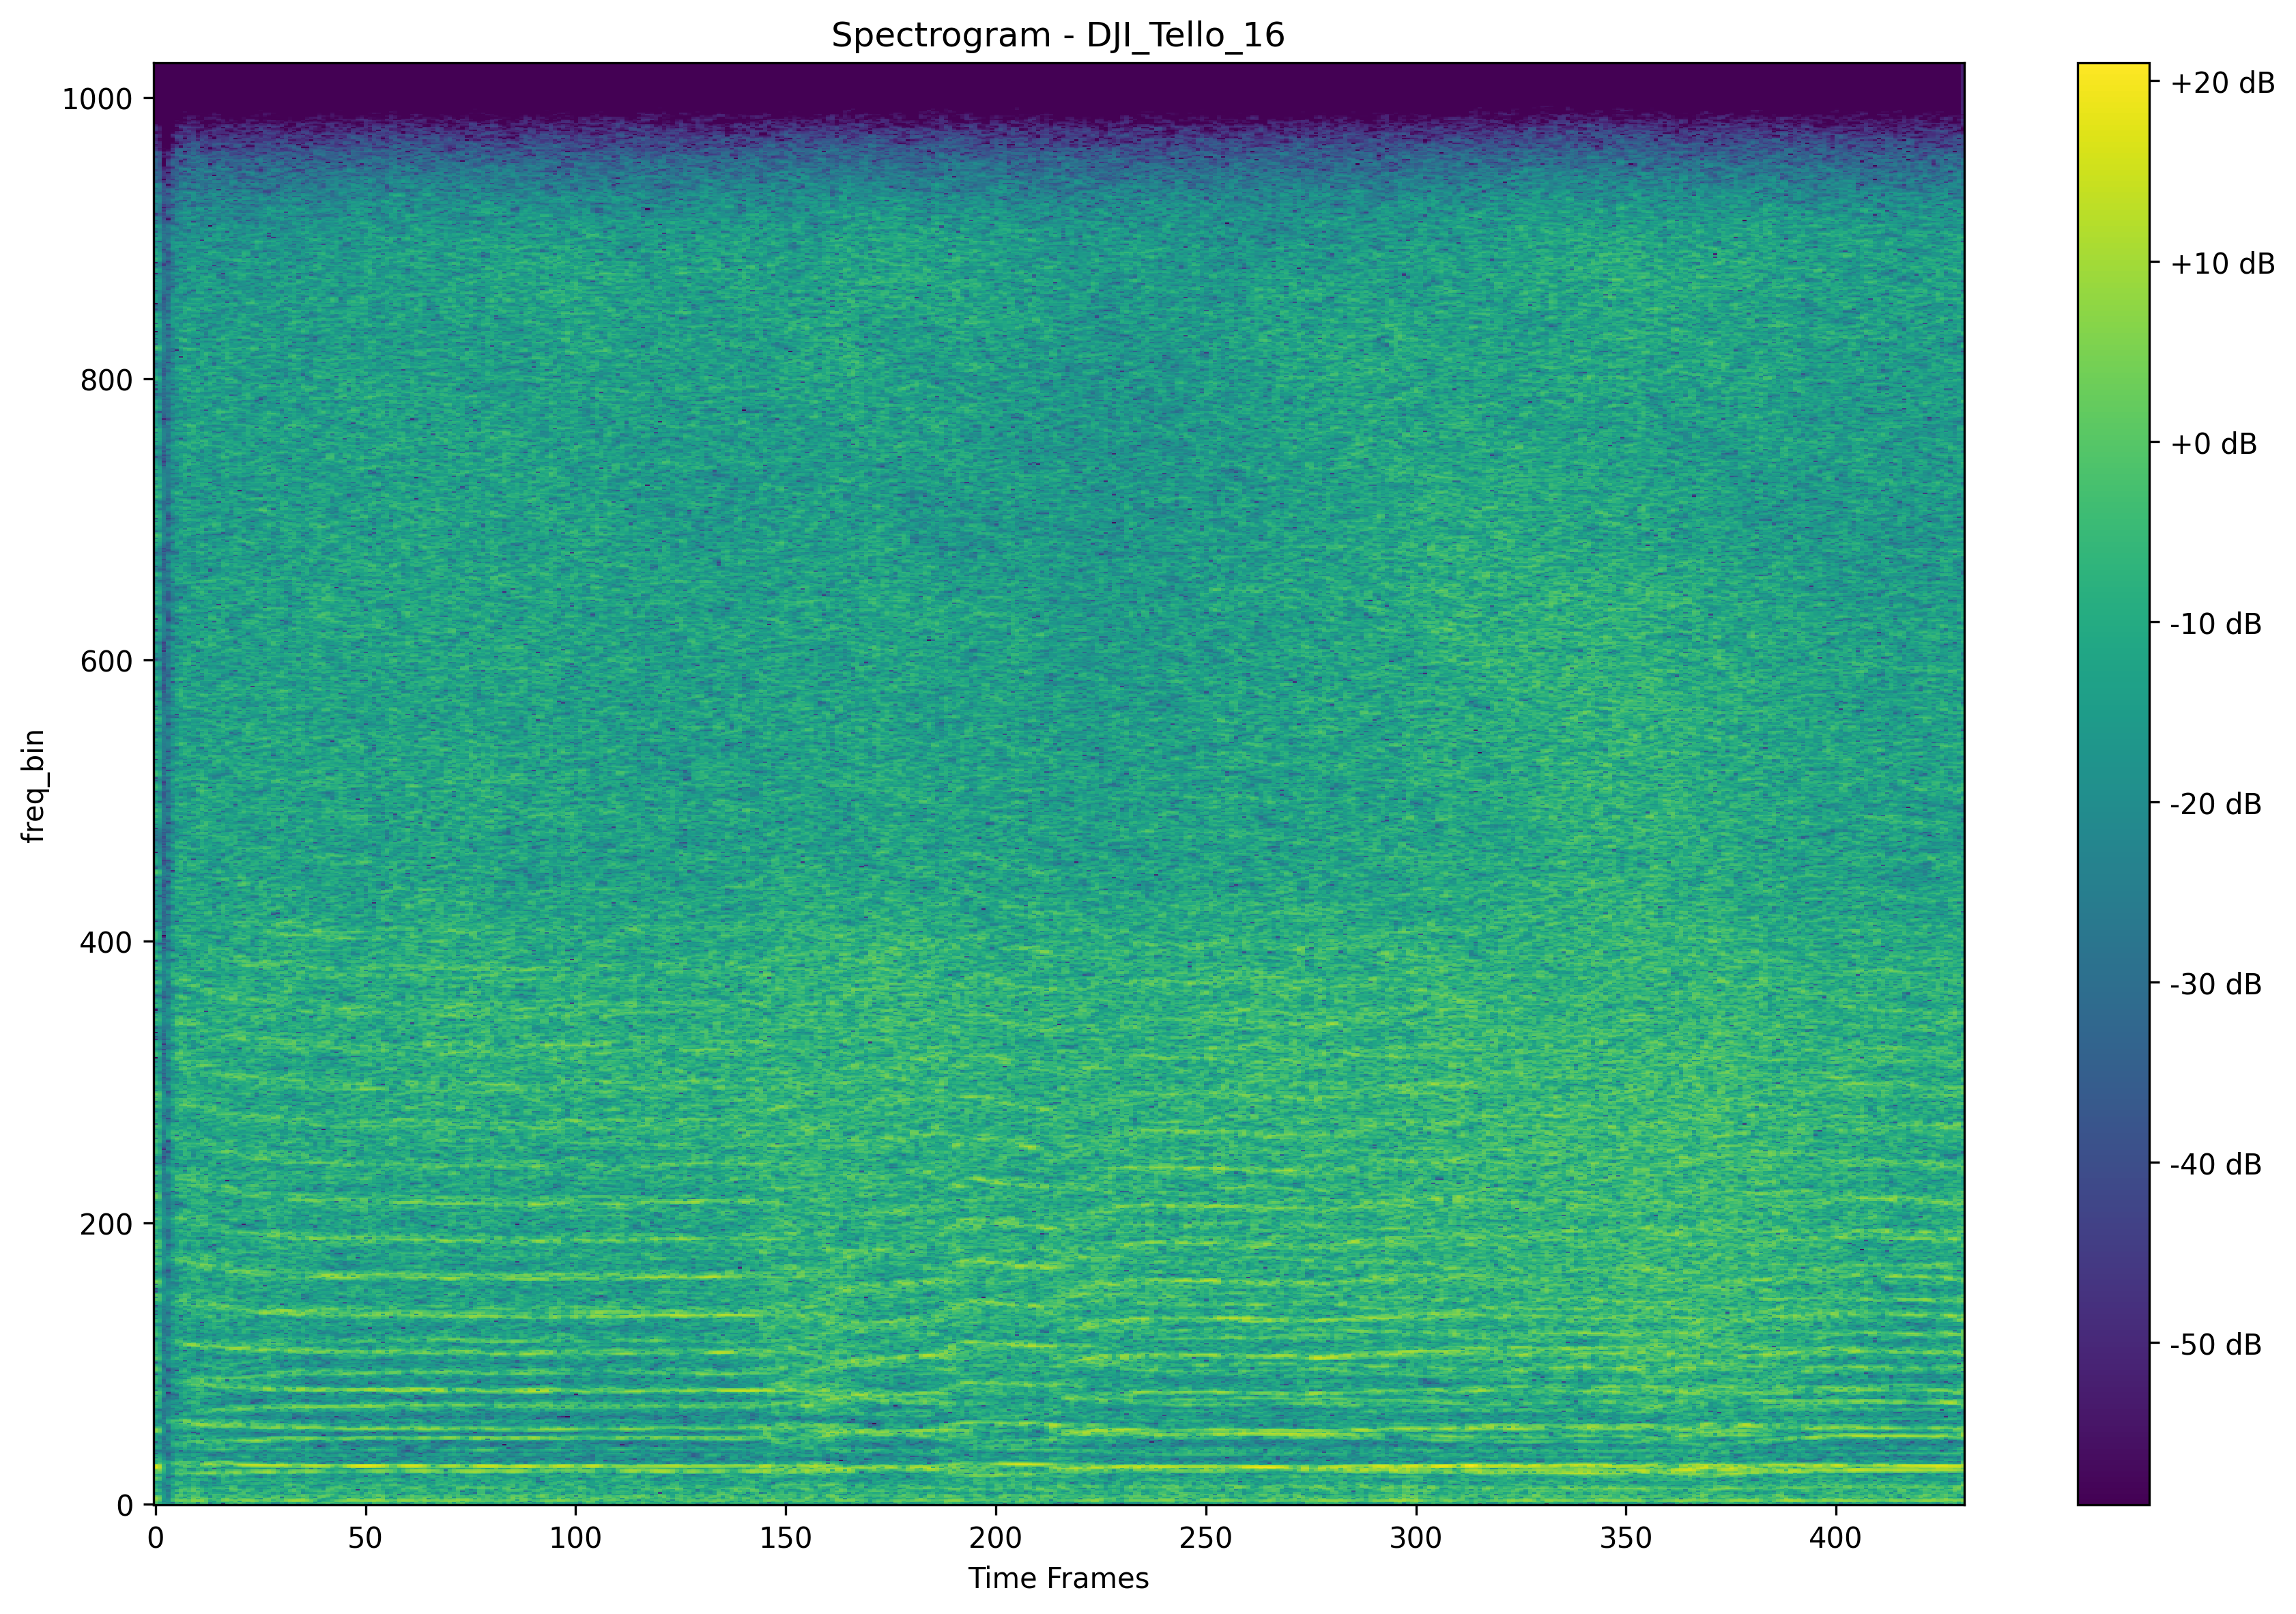 Spectrogram - DJI_Tello_16
1000
800
600
400
200
0
freq_bin
0 50 100 150 200 250 300 350 400
Time Frames
+20 dB
+10 dB
+0 dB
-10 dB
-20 dB
-30 dB
-40 dB
-50 dB